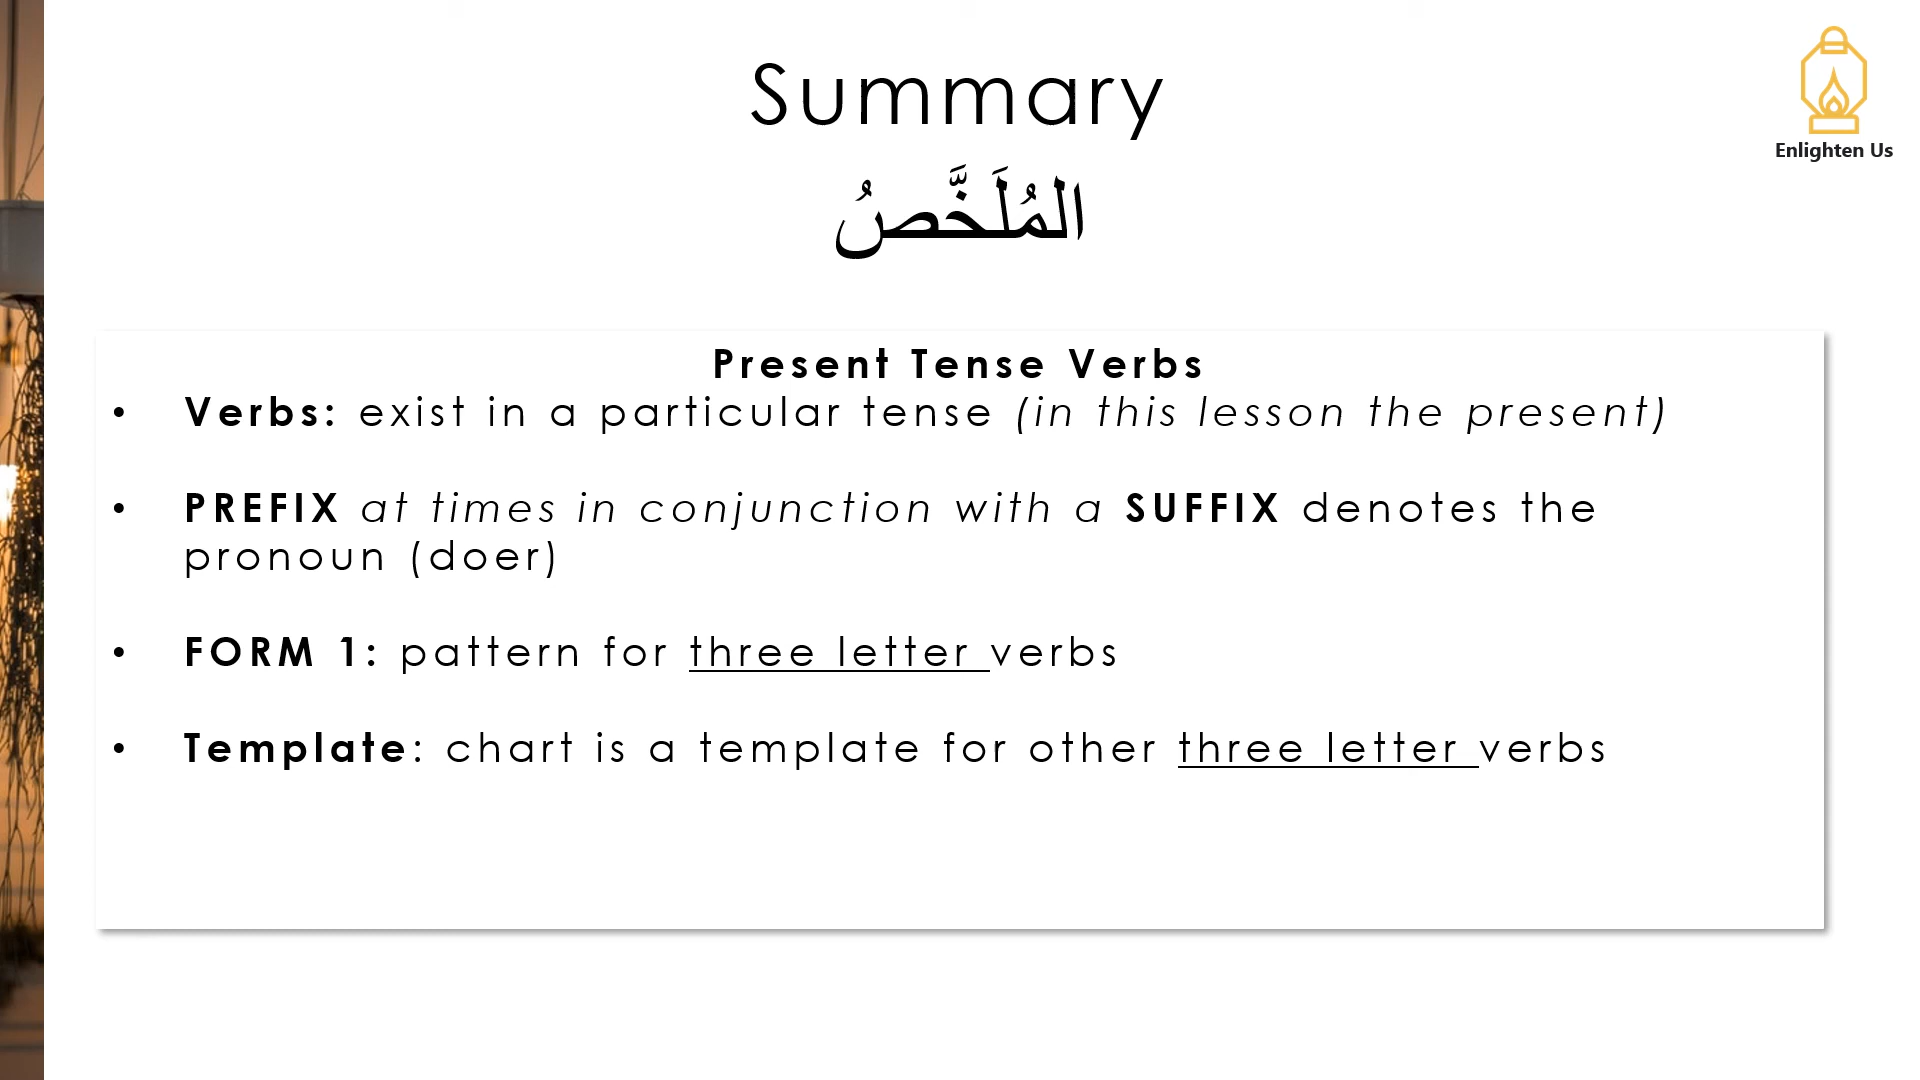 Summary
Enlighten Us
المُلَخَّصُ
Present Tense Verbs
• Verbs: exist in a particular tense (in this lesson the present)
• PREFIX at times in conjunction with a SUFFIX denotes the
pronoun (doer)
• FORM 1: pattern for three letter verbs
• Template: chart is a template for other three letter verbs